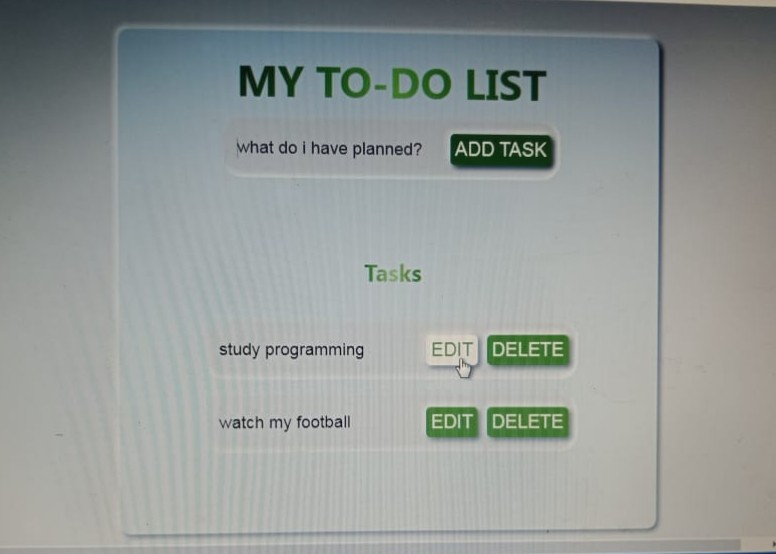 MY TO-DO LIST
what do i have planned? ADD TASK
Tasks
study programming EDIT DELETE
watch my football EDIT DELETE